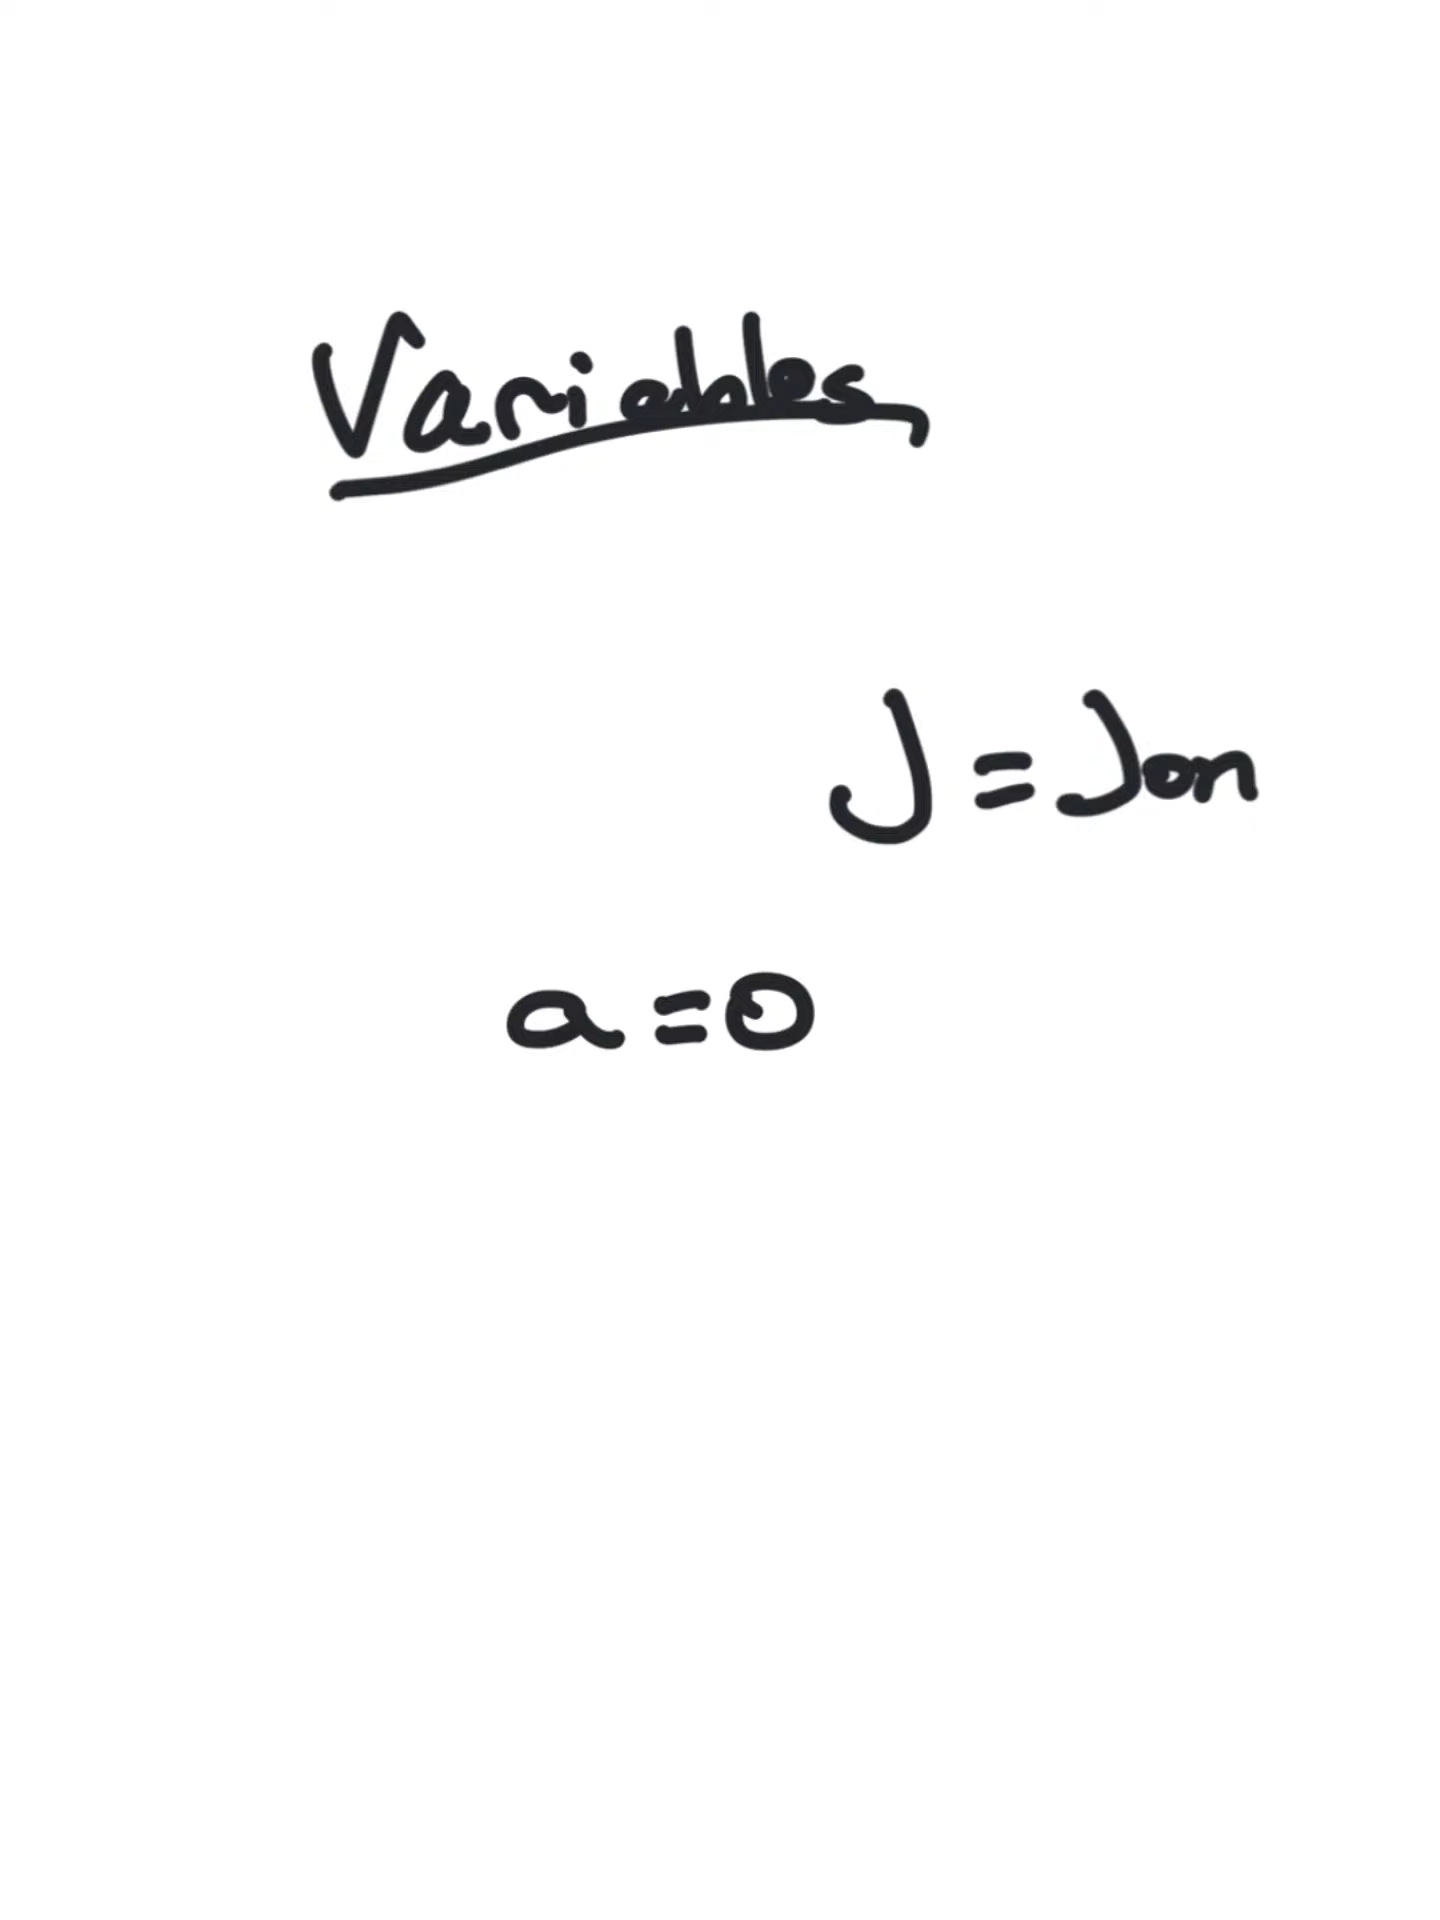 Variables
J = Jon
a = 0